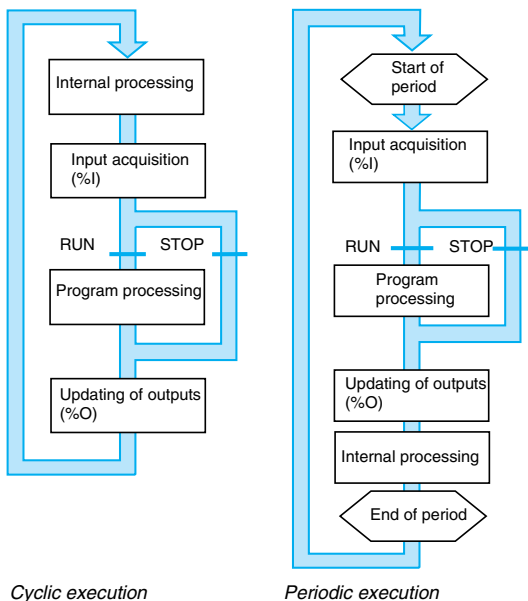 Internal processing
Input acquisition
(%I)
RUN
STOP
Program processing
Updating of outputs
(%O)
Cyclic execution
Start of
period
Input acquisition
(%I)
RUN
STOP
Program
processing
Updating of outputs
(%O)
Internal processing
End of period
Periodic execution